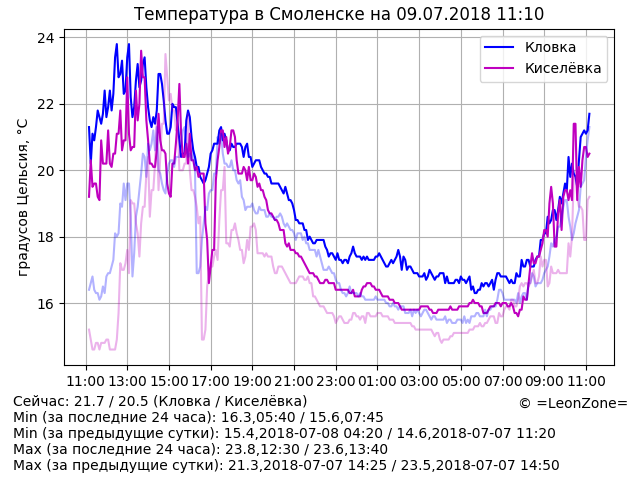 Температура в Смоленске на 09.07.2018 11:10
Кловка
Киселёвка
градусов Цельсия, °C
24
22
20
18
16
11:00 13:00 15:00 17:00 19:00 21:00 23:00 01:00 03:00 05:00 07:00 09:00 11:00
Сейчас: 21.7 / 20.5 (Кловка / Киселёвка)
© =LeonZone=
Min (за последние 24 часа): 16.3,05:40 / 15.6,07:45
Min (за предыдущие сутки): 15.4,2018-07-08 04:20 / 14.6,2018-07-07 11:20
Max (за последние 24 часа): 23.8,12:30 / 23.6,13:40
Max (за предыдущие сутки): 21.3,2018-07-07 14:25 / 23.5,2018-07-07 14:50